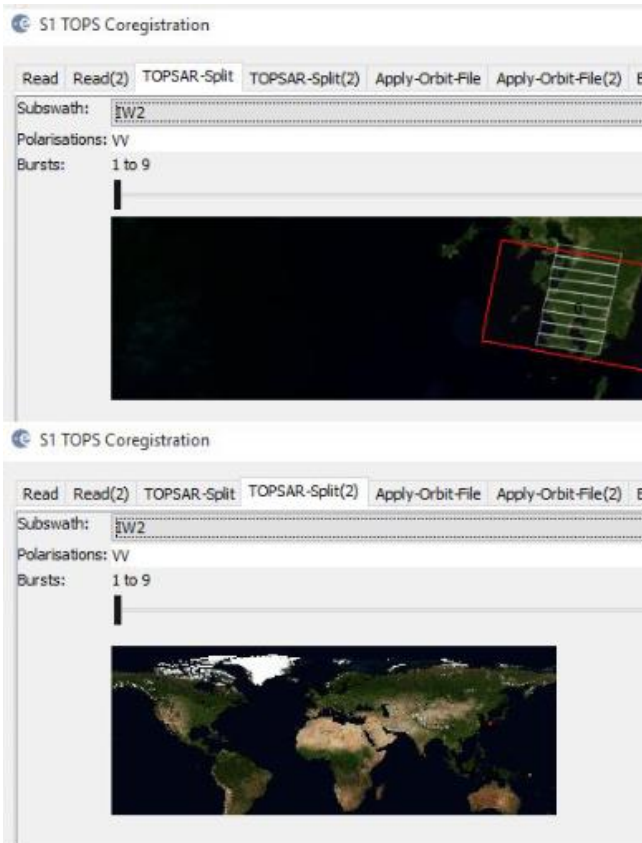 S1 TOPS Coregistration
Read Read(2) TOPSAR-Split TOPSAR-Split(2) Apply-Orbit-File Apply-Orbit-File(2)
Subswath: IW2
Polarisations: VV
Bursts: 1 to 9
S1 TOPS Coregistration
Read Read(2) TOPSAR-Split TOPSAR-Split(2) Apply-Orbit-File Apply-Orbit-File(2)
Subswath: IW2
Polarisations: VV
Bursts: 1 to 9